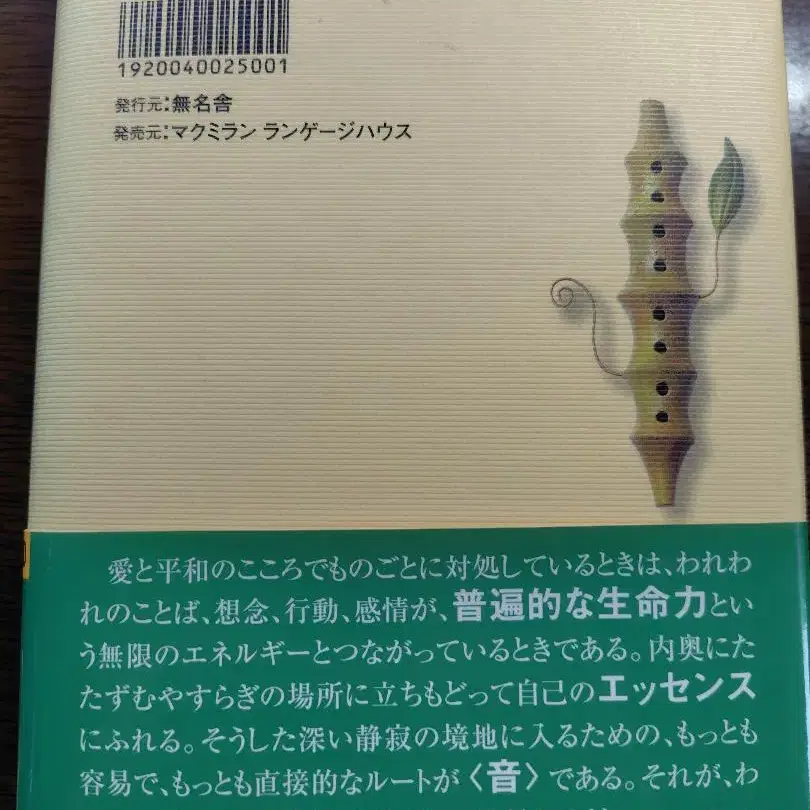 1920040025001
発行元:無名舎
発売元:マクミラン ランゲージハウス
愛と平和のこころでものごとに対処しているときは、われわ
れのことば、想念、行動、感情が、普遍的な生命力とい
う無限のエネルギーとつながっているときである。内奥にた
たずむやすらぎの場所に立ちもどって自己のエッセンス
にふれる。そうした深い静寂の境地に入るための、もっとも
容易で、もっとも直接的なルートが〈音〉である。それが、わ